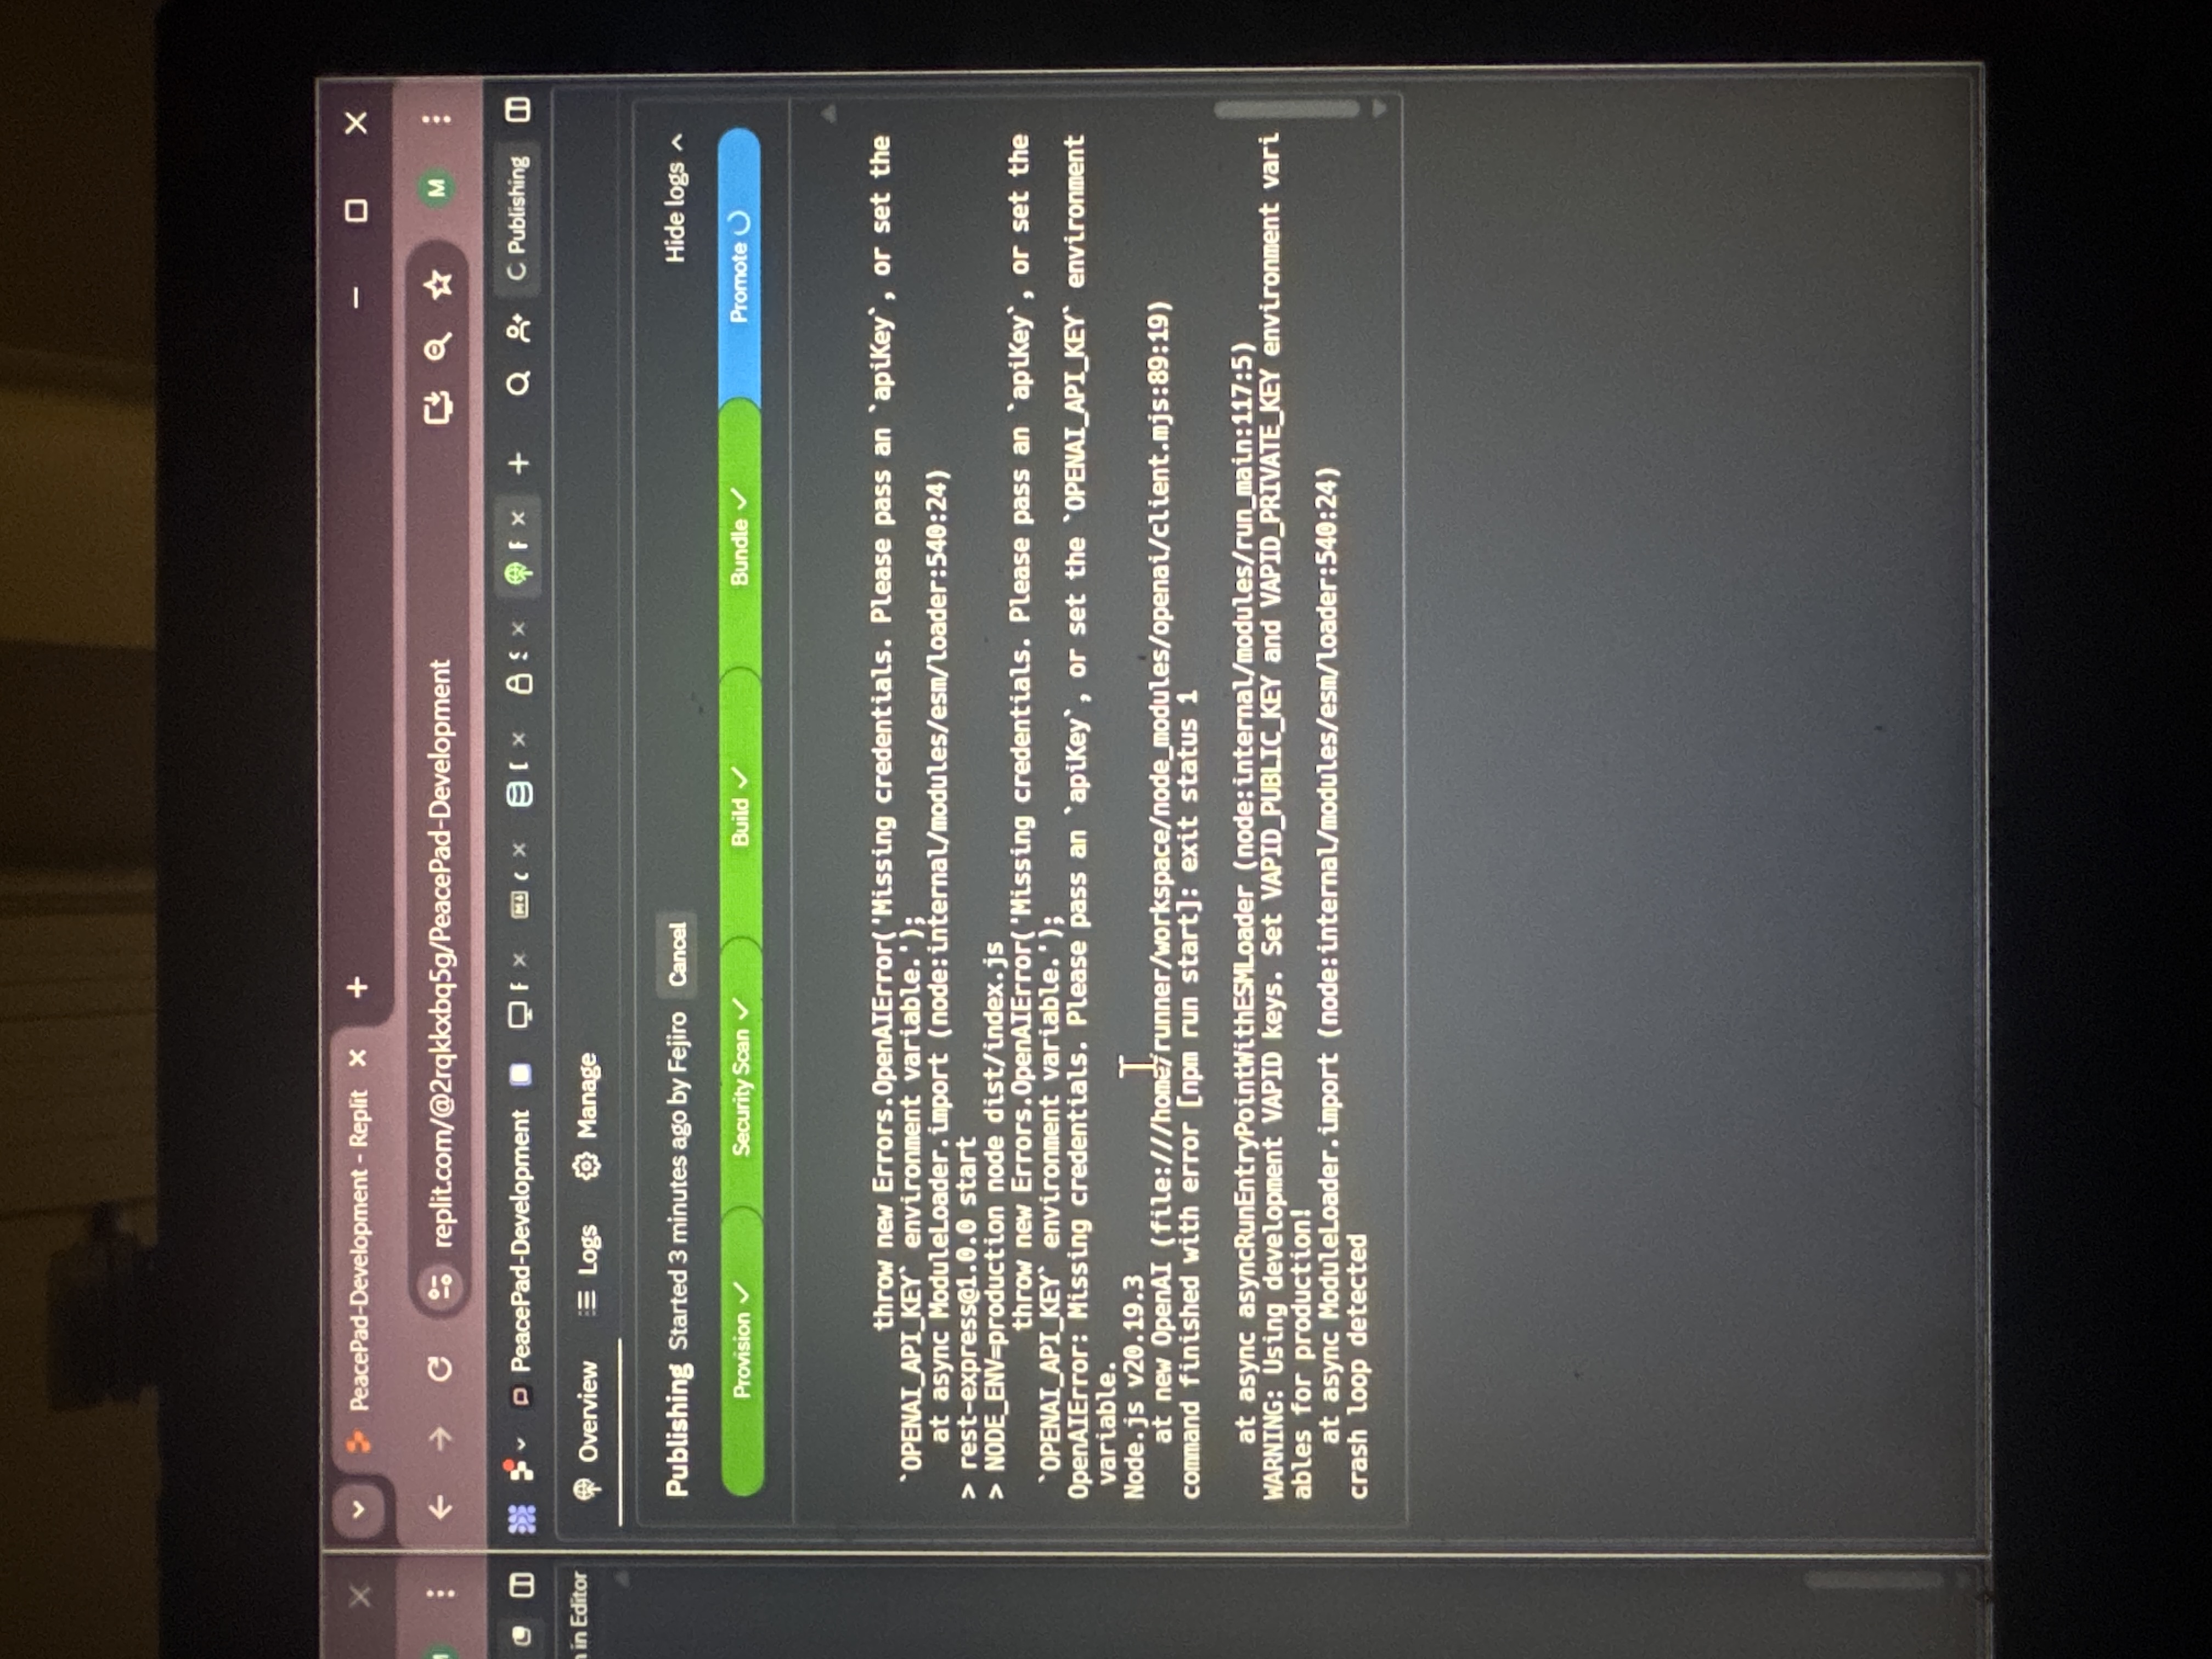 PeacePad-Development - Replit
replit.com/@2rqkkxbq5g/PeacePad-Development
M
PeacePad-Development
Publishing
in Editor
Overview
Logs
Manage
Publishing Started 3 minutes ago by Fejiro Cancel
Hide logs
Provision
Security Scan
Build
Bundle
Promote
throw new Errors.OpenAIError('Missing credentials. Please pass an `apiKey`, or set the
`OPENAI_API_KEY` environment variable.');
at async ModuleLoader.import (node:internal/modules/esm/loader:540:24)
> rest-express@1.0.0 start
> NODE_ENV=production node dist/index.js
throw new Errors.OpenAIError('Missing credentials. Please pass an `apiKey`, or set the
`OPENAI_API_KEY` environment variable.');
OpenAIError: Missing credentials. Please pass an `apiKey`, or set the `OPENAI_API_KEY` environment
variable.
Node.js v20.19.3
at new OpenAI (file:///home/runner/workspace/node_modules/openai/client.mjs:89:19)
command finished with error [npm run start]: exit status 1
at async asyncRunEntryPointWithESMLoader (node:internal/modules/run_main:117:5)
WARNING: Using development VAPID keys. Set VAPID_PUBLIC_KEY and VAPID_PRIVATE_KEY environment vari
ables for production!
at async ModuleLoader.import (node:internal/modules/esm/loader:540:24)
crash loop detected